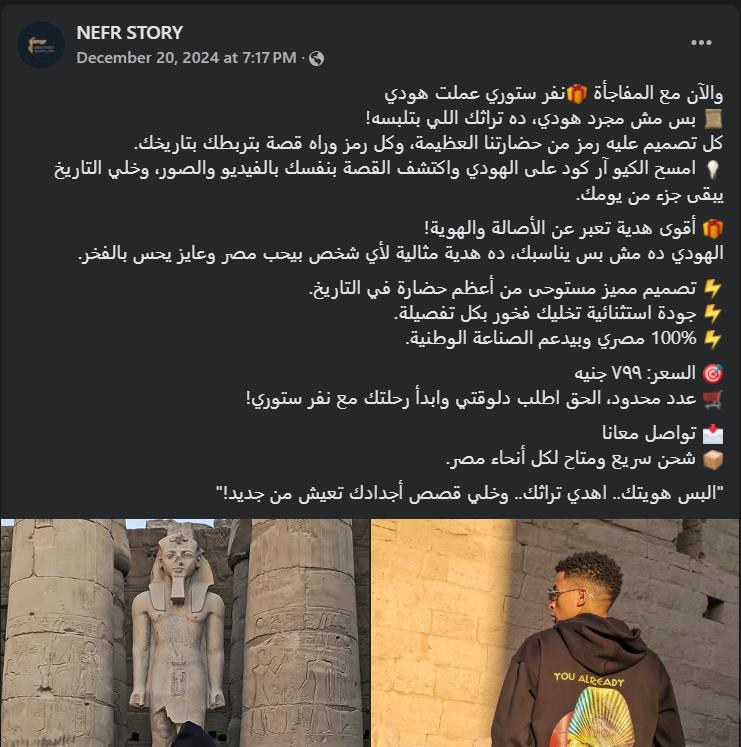 NEFR STORY
December 20, 2024 at 7:17 PM ·
والآن مع المفاجأة 🎁نفر ستوري عملت هودي
📜 بس مش مجرد هودي، ده تراثك اللي بتلبسه!
كل تصميم عليه رمز من حضارتنا العظيمة، وكل رمز وراه قصة بتربطك بتاريخك.
💡 امسح الكيو آر كود على الهودي واكتشف القصة بنفسك بالفيديو والصور، وخلي التاريخ
يبقى جزء من يومك.
🎁 أقوى هدية تعبر عن الأصالة والهوية!
الهودي ده مش بس يناسبك، ده هدية مثالية لأي شخص بيحب مصر وعايز يحس بالفخر.
⚡ تصميم مميز مستوحى من أعظم حضارة في التاريخ.
⚡ جودة استثنائية تخليك فخور بكل تفصيلة.
⚡ 100% مصري وبيدعم الصناعة الوطنية.
🎯 السعر: ٧٩٩ جنيه
🛒 عدد محدود، الحق اطلب دلوقتي وابدأ رحلتك مع نفر ستوري!
📩 تواصل معانا
📦 شحن سريع ومتاح لكل أنحاء مصر.
"البس هويتك.. اهدي تراثك.. وخلي قصص أجدادك تعيش من جديد!"
YOU ALREADY